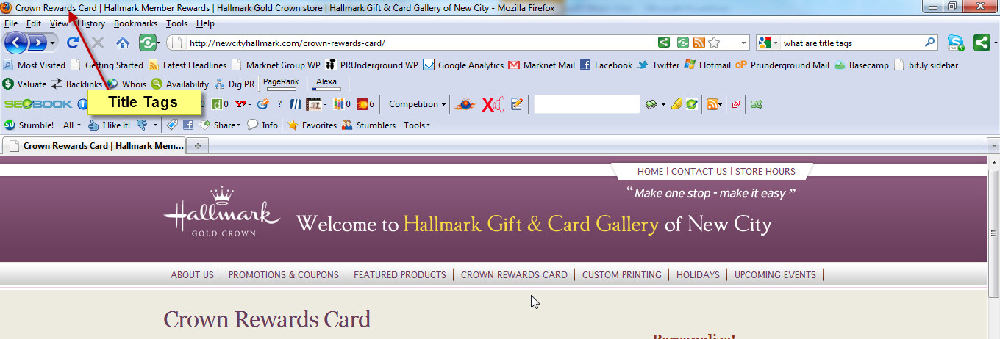 Crown Rewards Card | Hallmark Member Rewards | Hallmark Gold Crown store | Hallmark Gift & Card Gallery of New City - Mozilla Firefox
File Edit View History Bookmarks Tools Help
http://newcityhallmark.com/crown-rewards-card/ what are title tags
Most Visited Getting Started Latest Headlines Marknet Group WP PRUnderground WP Google Analytics Marknet Mail Facebook Twitter Hotmail Prunderground Mail Basecamp bit.ly sidebar
Valuate Backlinks Whois Availability Dig PR PageRank Alexa
Title Tags
SEOBOOK 0 0 ? 0 6 Competition
Stumble! All I like it! Share Info Favorites Stumblers Tools
Crown Rewards Card | Hallmark Mem...
HOME | CONTACT US | STORE HOURS
“Make one stop - make it easy”
Hallmark
GOLD CROWN
Welcome to Hallmark Gift & Card Gallery of New City
ABOUT US PROMOTIONS & COUPONS FEATURED PRODUCTS CROWN REWARDS CARD CUSTOM PRINTING HOLIDAYS UPCOMING EVENTS
Crown Rewards Card
Personalize!